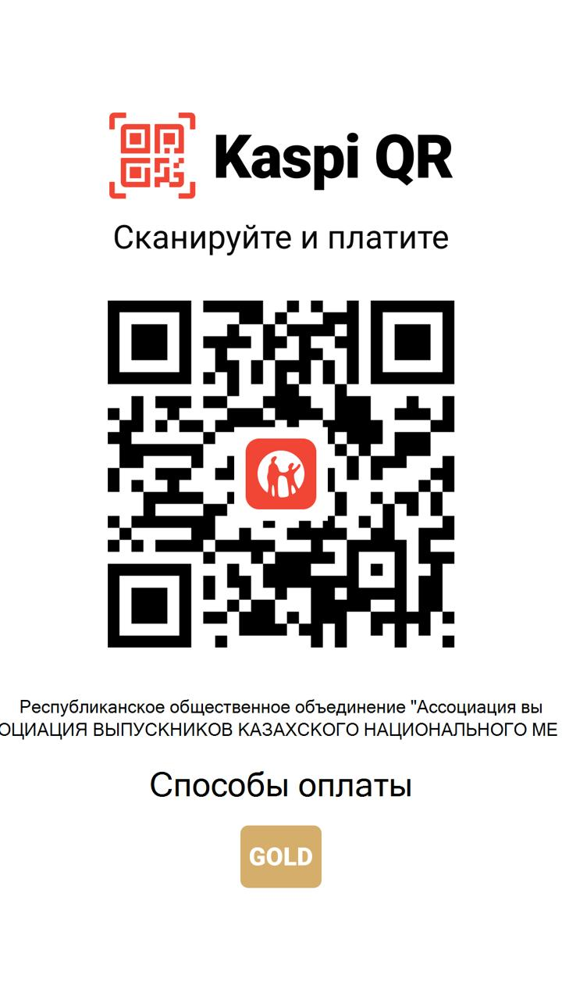 Kaspi QR
Сканируйте и платите
Республиканское общественное объединение "Ассоциация вы
ОЦИАЦИЯ ВЫПУСКНИКОВ КАЗАХСКОГО НАЦИОНАЛЬНОГО МЕ
Способы оплаты
GOLD